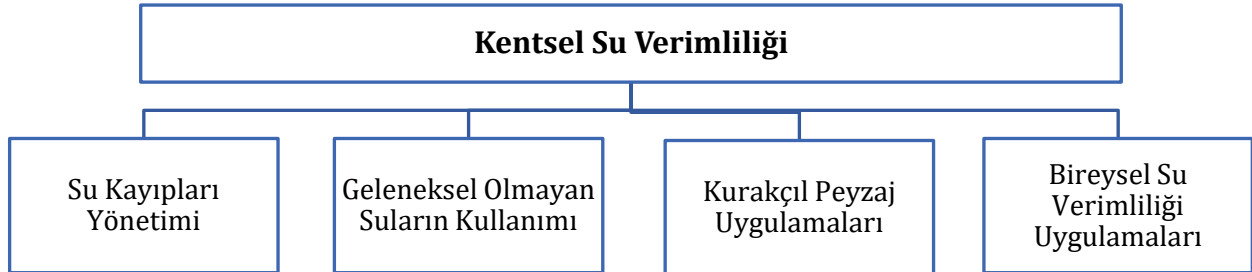 Kentsel Su Verimliliği
Su Kayıpları
Yönetimi
Geleneksel Olmayan
Suların Kullanımı
Kurakçıl Peyzaj
Uygulamaları
Bireysel Su
Verimliliği
Uygulamaları